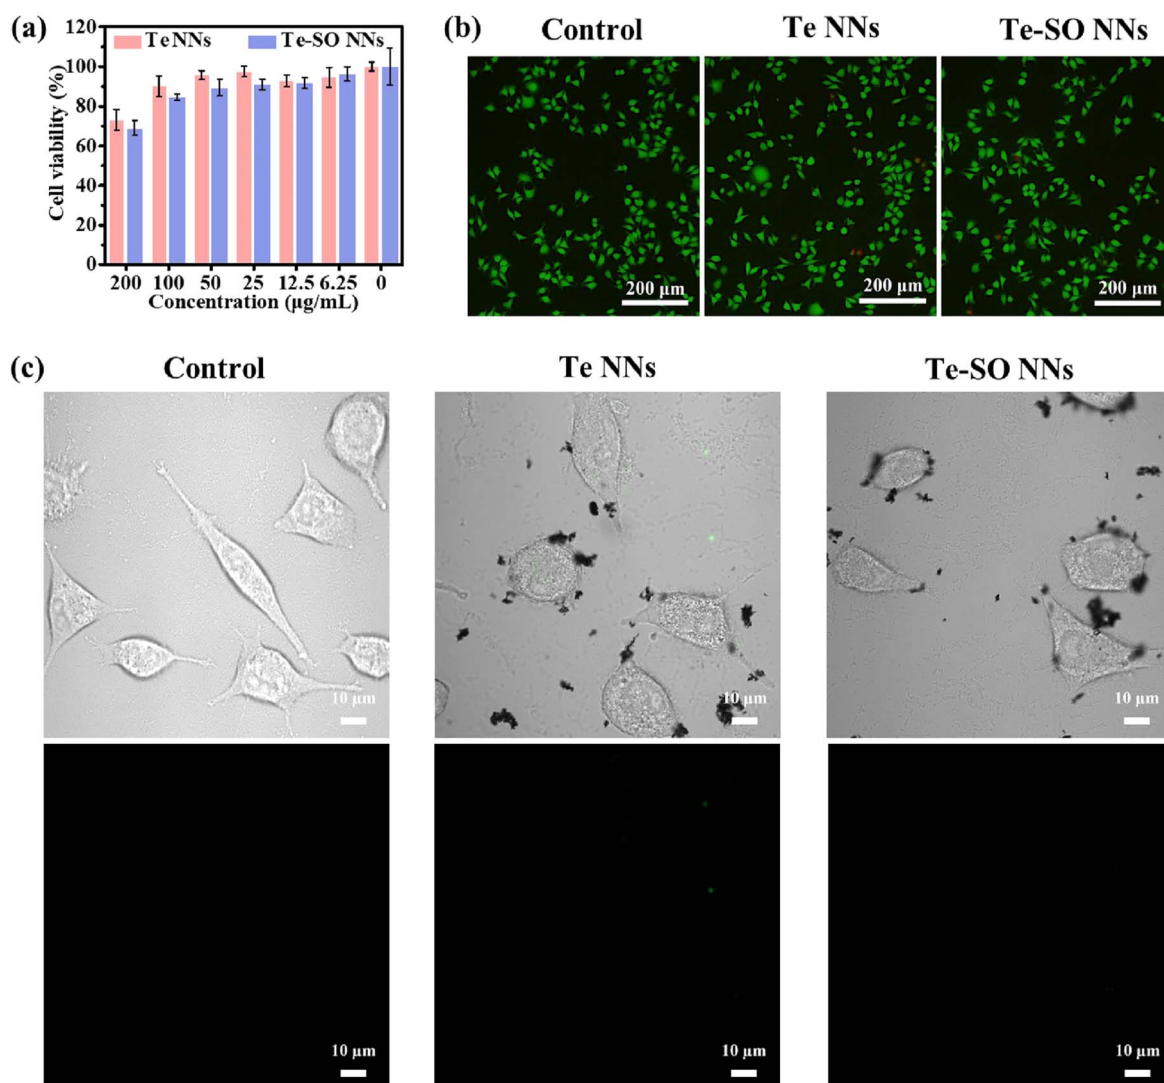 (a)
120
100
80
60
40
20
0
Cell viability (%)
Te NNs
Te-SO NNs
200 100 50 25 12.5 6.25 0
Concentration (µg/mL)
(b)
Control Te NNs Te-SO NNs
200 µm 200 µm 200 µm
(c)
Control Te NNs Te-SO NNs
10 µm 10 µm 10 µm
10 µm 10 µm 10 µm